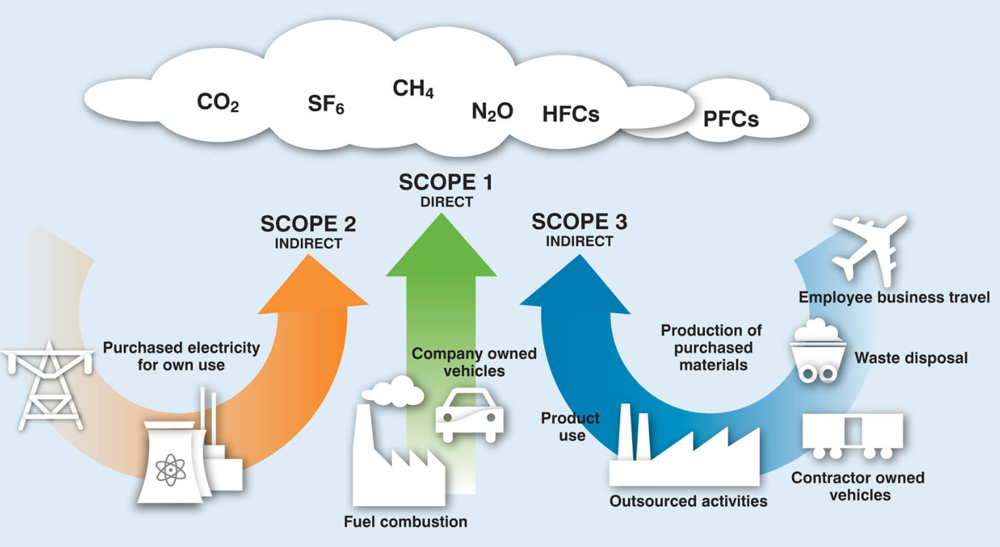 CO₂
SF₆
CH₄
N₂O
HFCs
PFCs
SCOPE 1
DIRECT
SCOPE 2
INDIRECT
SCOPE 3
INDIRECT
Purchased electricity
for own use
Company owned
vehicles
Fuel combustion
Product
use
Production of
purchased
materials
Outsourced activities
Employee business travel
Waste disposal
Contractor owned
vehicles